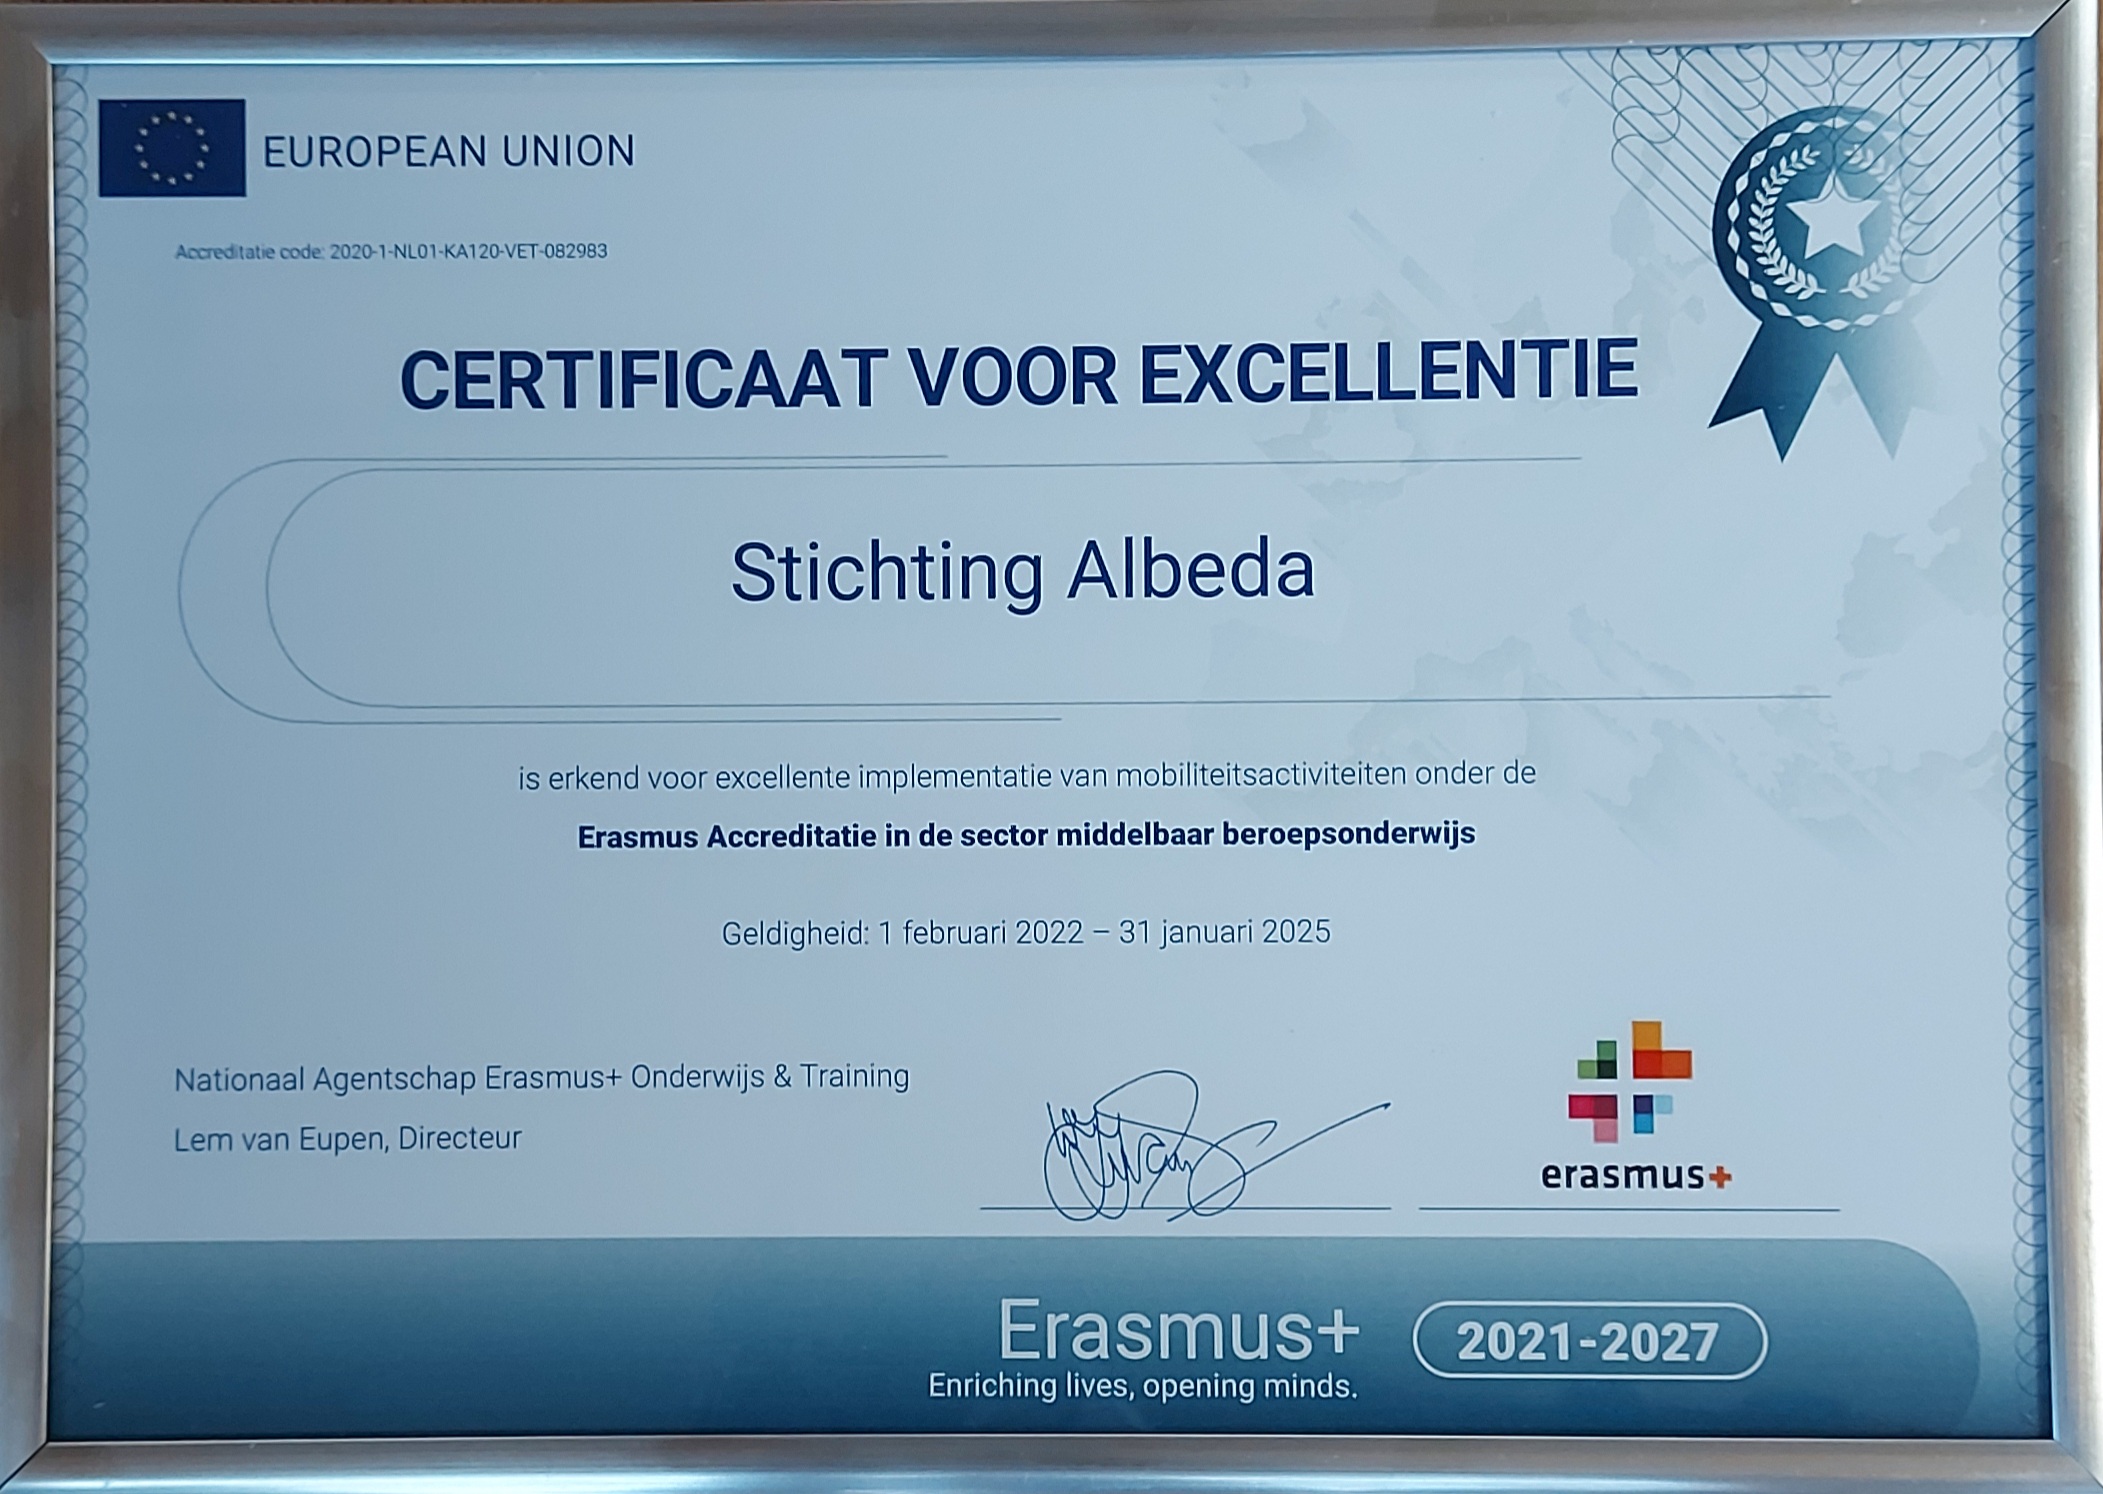 EUROPEAN UNION
Accreditatie code: 2020-1-NL01-KA120-VET-082983
CERTIFICAAT VOOR EXCELLENTIE
Stichting Albeda
is erkend voor excellente implementatie van mobiliteitsactiviteiten onder de
Erasmus Accreditatie in de sector middelbaar beroepsonderwijs
Geldigheid: 1 februari 2022 – 31 januari 2025
Nationaal Agentschap Erasmus+ Onderwijs & Training
Lem van Eupen, Directeur
erasmus+
Erasmus+
2021-2027
Enriching lives, opening minds.